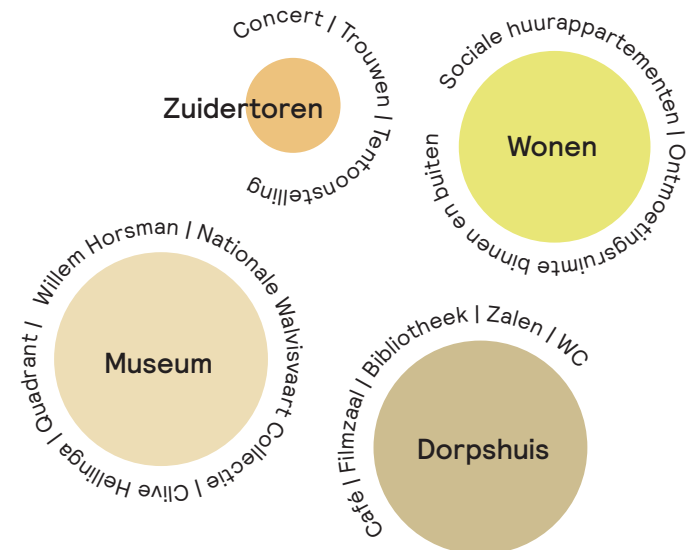 Concert | Trouwen | Tentoonstelling
Zuidertoren
Sociale huurappartementen | Ontmoetingsruimte binnen en buiten
Wonen
Willem Horsman | Nationale Walvisvaart Collectie | Clive Hellinga | Quadrant |
Museum
Café | Filmzaal | Bibliotheek | Zalen | WC
Dorpshuis